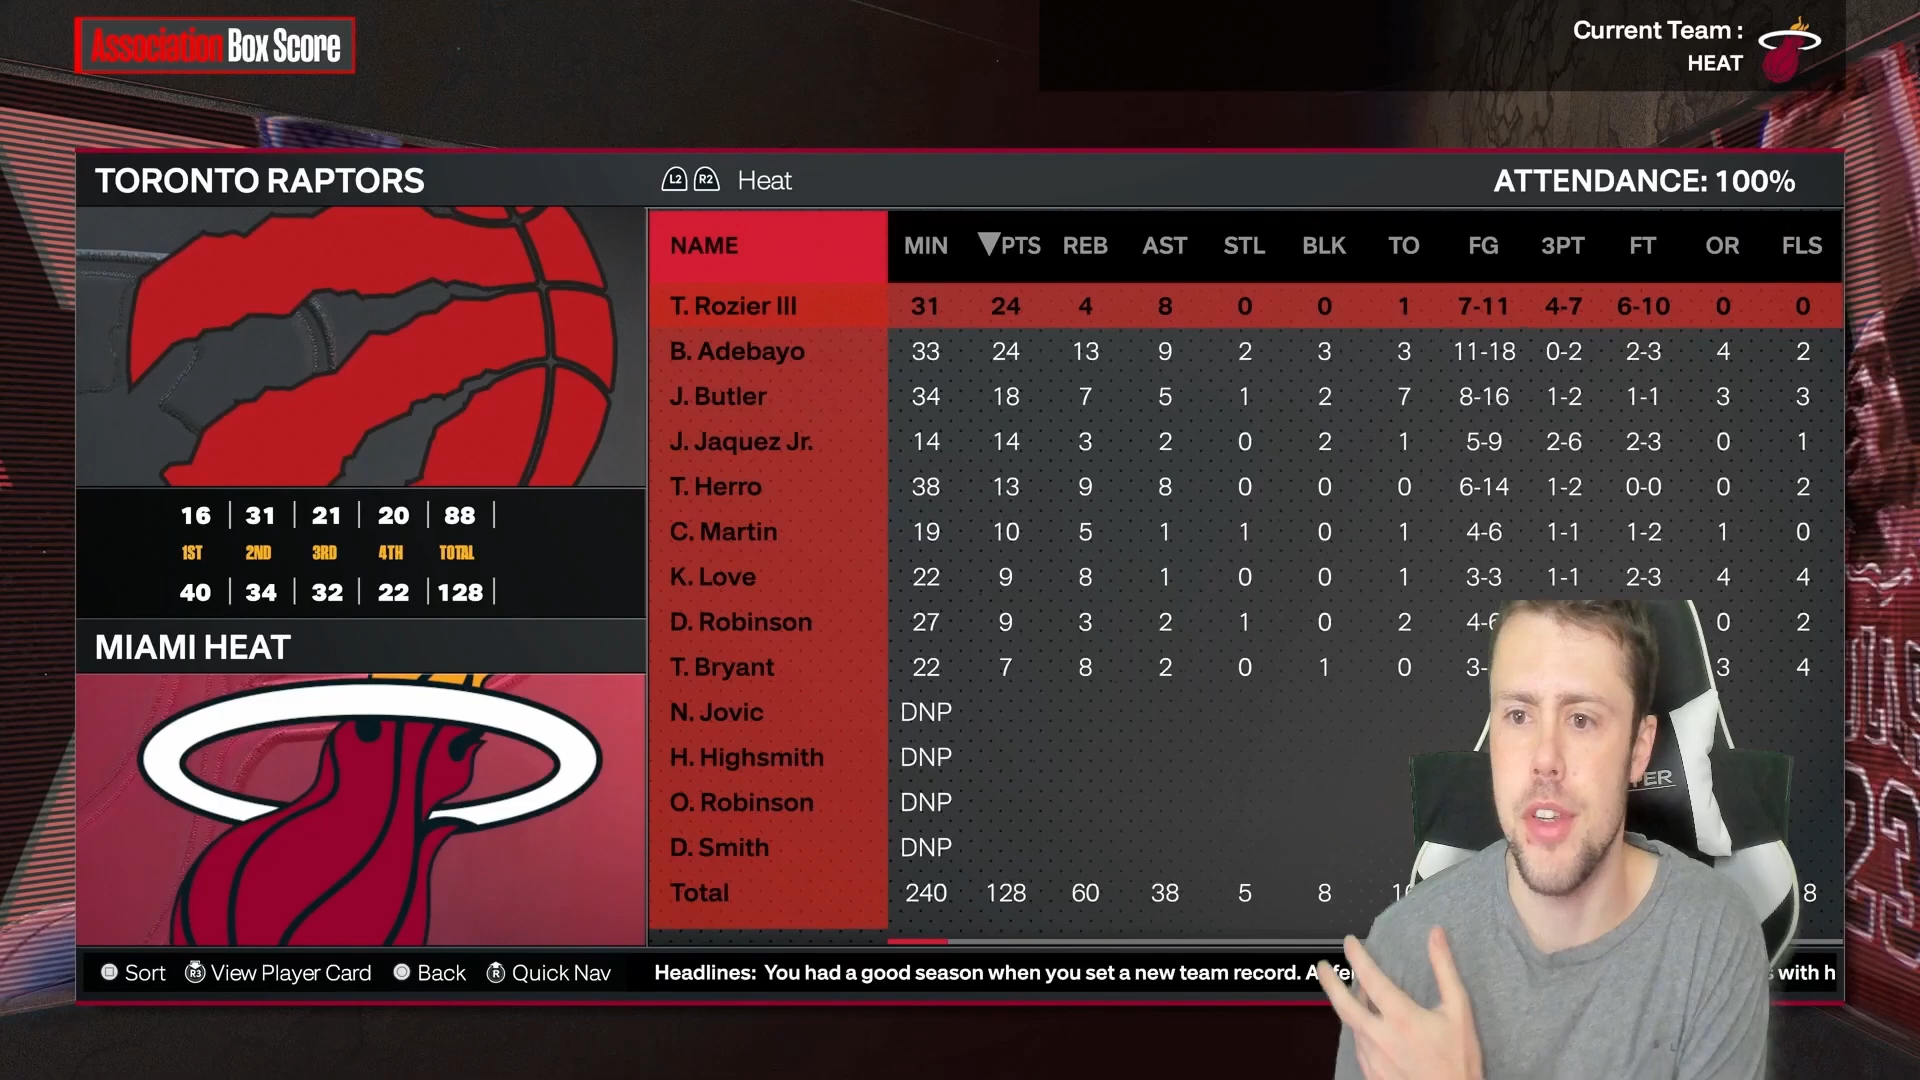 Association Box Score
Current Team :
HEAT
TORONTO RAPTORS
L2 R2 Heat
ATTENDANCE: 100%
16 | 31 | 21 | 20 | 88 |
1ST 2ND 3RD 4TH TOTAL
40 | 34 | 32 | 22 | 128 |
MIAMI HEAT
NAME MIN ▼PTS REB AST STL BLK TO FG 3PT FT OR FLS
T. Rozier III 31 24 4 8 0 0 1 7-11 4-7 6-10 0 0
B. Adebayo 33 24 13 9 2 3 3 11-18 0-2 2-3 4 2
J. Butler 34 18 7 5 1 2 7 8-16 1-2 1-1 3 3
J. Jaquez Jr. 14 14 3 2 0 2 1 5-9 2-6 2-3 0 1
T. Herro 38 13 9 8 0 0 0 6-14 1-2 0-0 0 2
C. Martin 19 10 5 1 1 0 1 4-6 1-1 1-2 1 0
K. Love 22 9 8 1 0 0 1 3-3 1-1 2-3 4 4
D. Robinson 27 9 3 2 1 0 2 4-6 0 2
T. Bryant 22 7 8 2 0 1 0 3- 3 4
N. Jovic DNP
H. Highsmith DNP
O. Robinson DNP
D. Smith DNP
Total 240 128 60 38 5 8 8
Sort R3 View Player Card Back R Quick Nav
Headlines: You had a good season when you set a new team record. with h